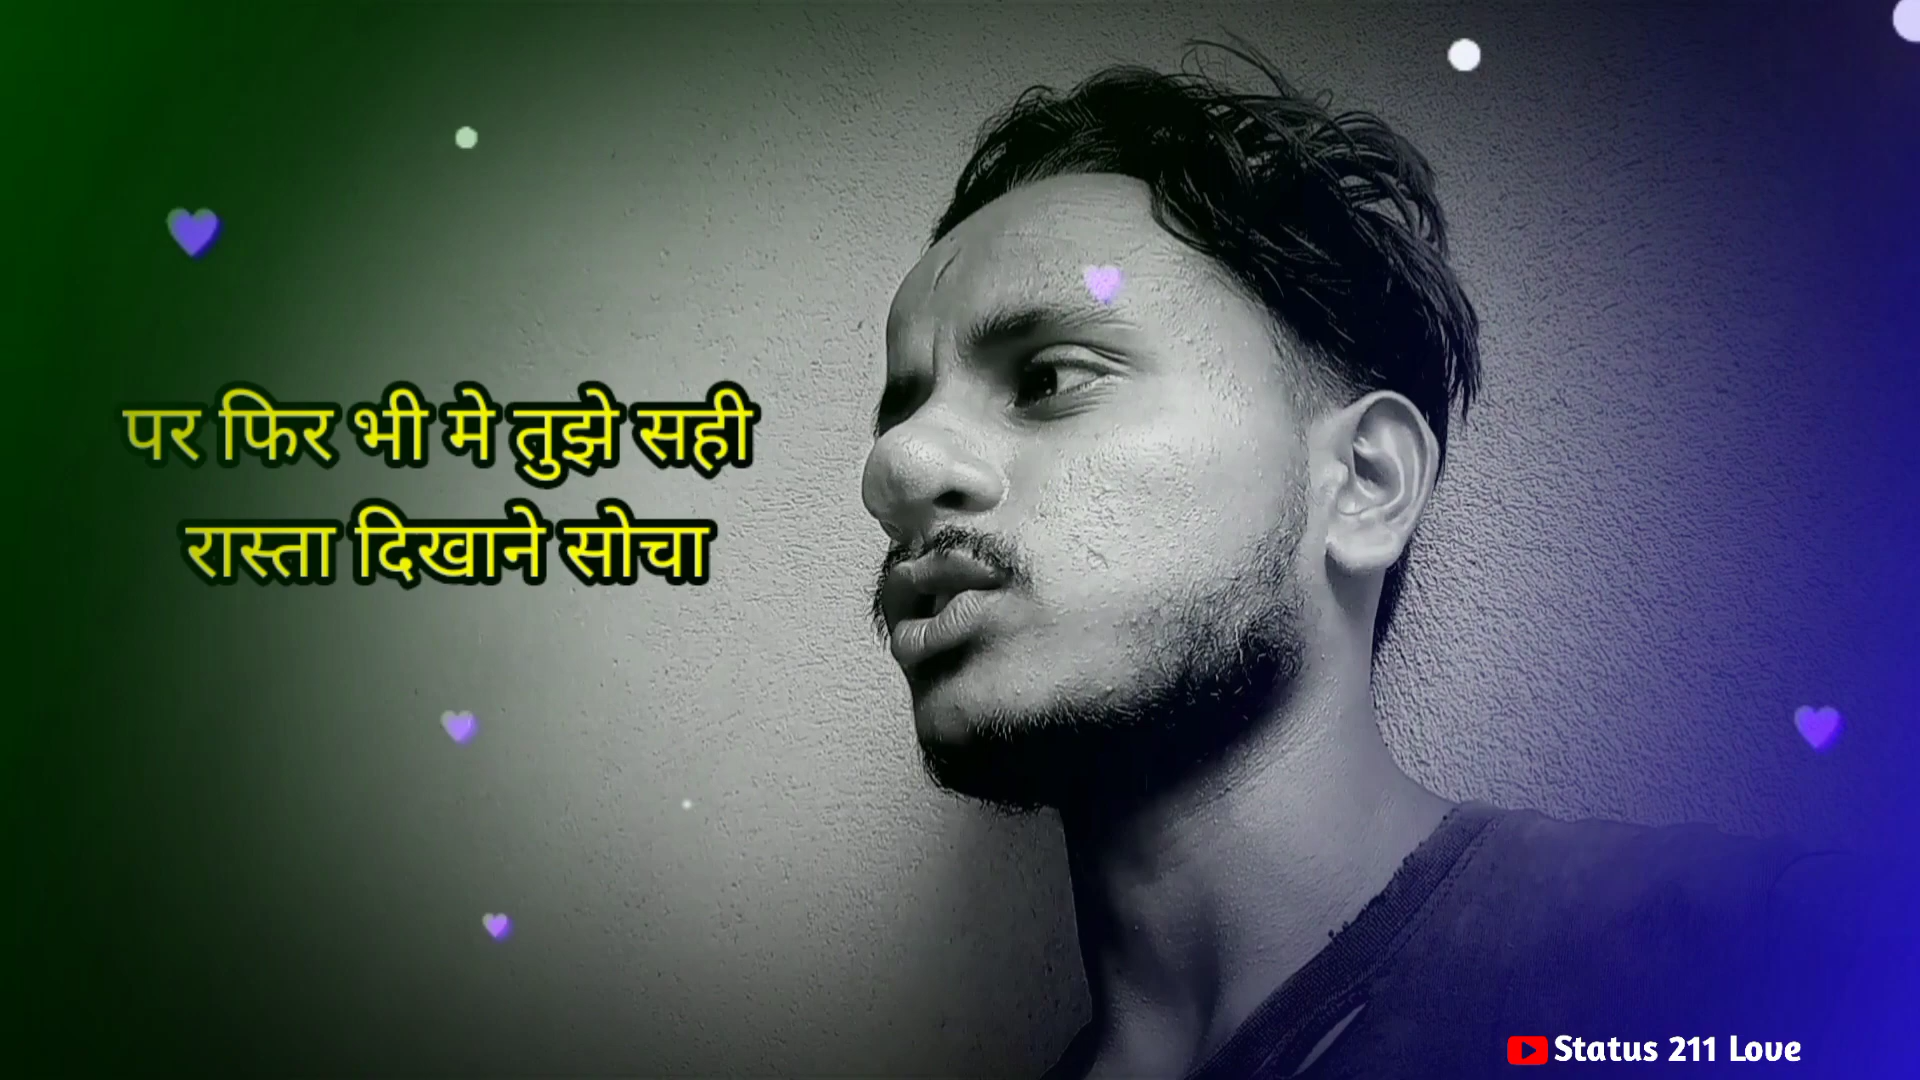 पर फिर भी मे तुझे सही
रास्ता दिखाने सोचा
Status 211 Love